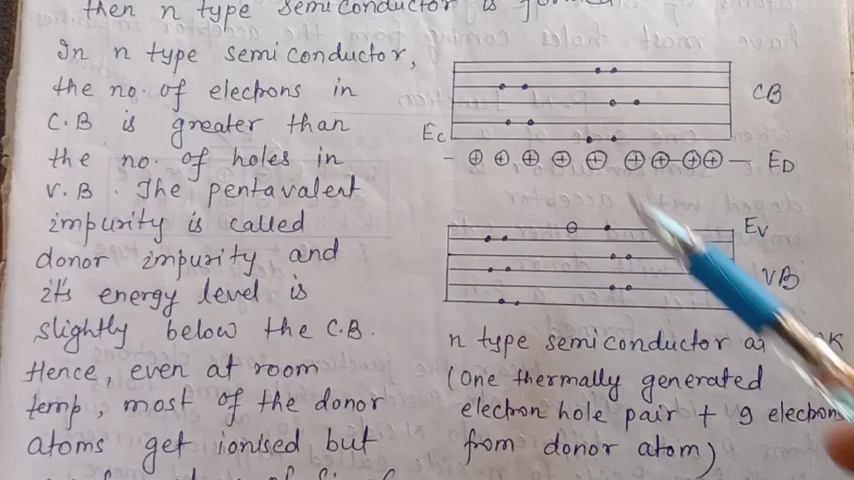 then n type semiconductor is
In n type semiconductor,
the no. of elecrons in
C.B is greater than
the no. of holes in
V.B. The pentavalent
impurity is called
donor impurity and
it's energy level is
slightly below the C.B.
Hence, even at room
temp, most of the donor
atoms get ionised but
CB
Ec
- ⊕ ⊕ ⊕ ⊕ ⊕ ⊕ ⊕ ⊕ ⊕ - ED
Ev
VB
n type semiconductor K
(One thermally generated
electron hole pair + 9 elecrons
from donor atom)